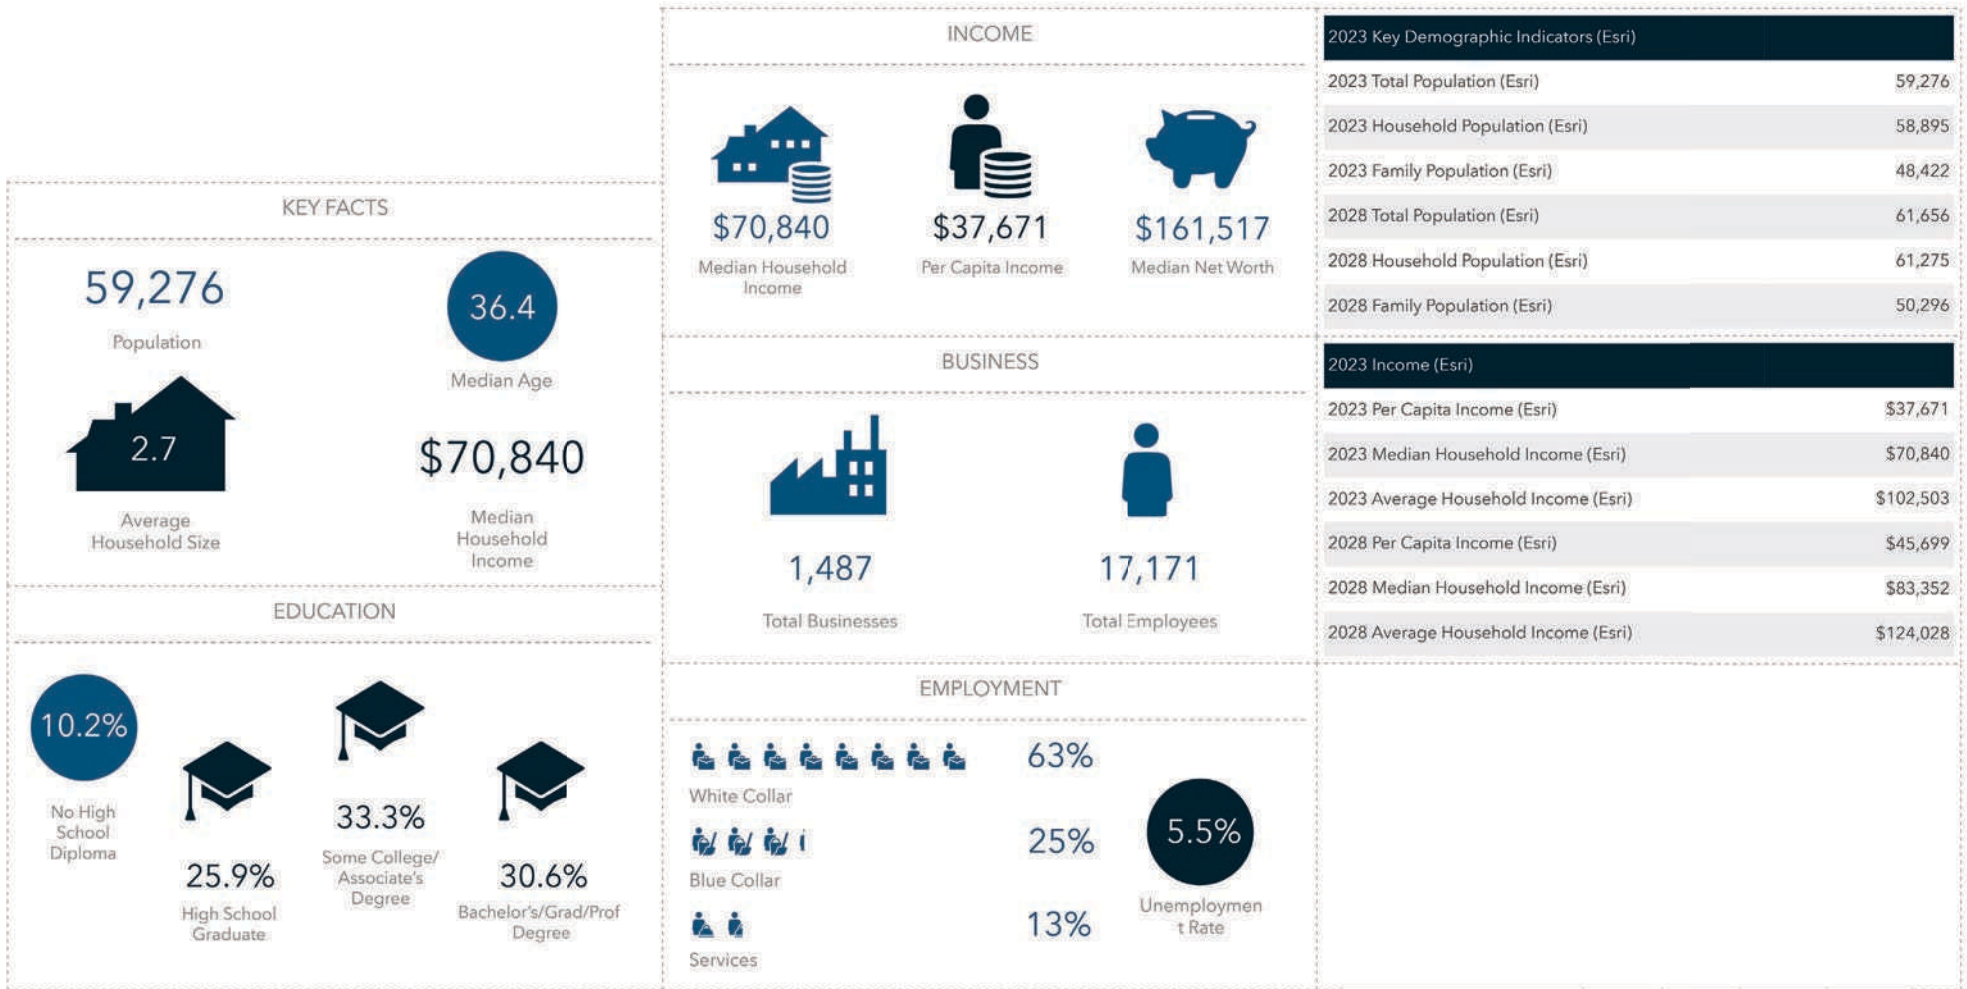 KEY FACTS
59,276
Population
36.4
Median Age
2.7
Average
Household Size
$70,840
Median
Household
Income
EDUCATION
10.2%
No High
School
Diploma
25.9%
High School
Graduate
33.3%
Some College/
Associate's
Degree
30.6%
Bachelor's/Grad/Prof
Degree
INCOME
$70,840
Median Household
Income
$37,671
Per Capita Income
$161,517
Median Net Worth
BUSINESS
1,487
Total Businesses
17,171
Total Employees
EMPLOYMENT
63%
White Collar
25%
Blue Collar
13%
Services
5.5%
Unemploymen
t Rate
2023 Key Demographic Indicators (Esri)
2023 Total Population (Esri) 59,276
2023 Household Population (Esri) 58,895
2023 Family Population (Esri) 48,422
2028 Total Population (Esri) 61,656
2028 Household Population (Esri) 61,275
2028 Family Population (Esri) 50,296
2023 Income (Esri)
2023 Per Capita Income (Esri) $37,671
2023 Median Household Income (Esri) $70,840
2023 Average Household Income (Esri) $102,503
2028 Per Capita Income (Esri) $45,699
2028 Median Household Income (Esri) $83,352
2028 Average Household Income (Esri) $124,028